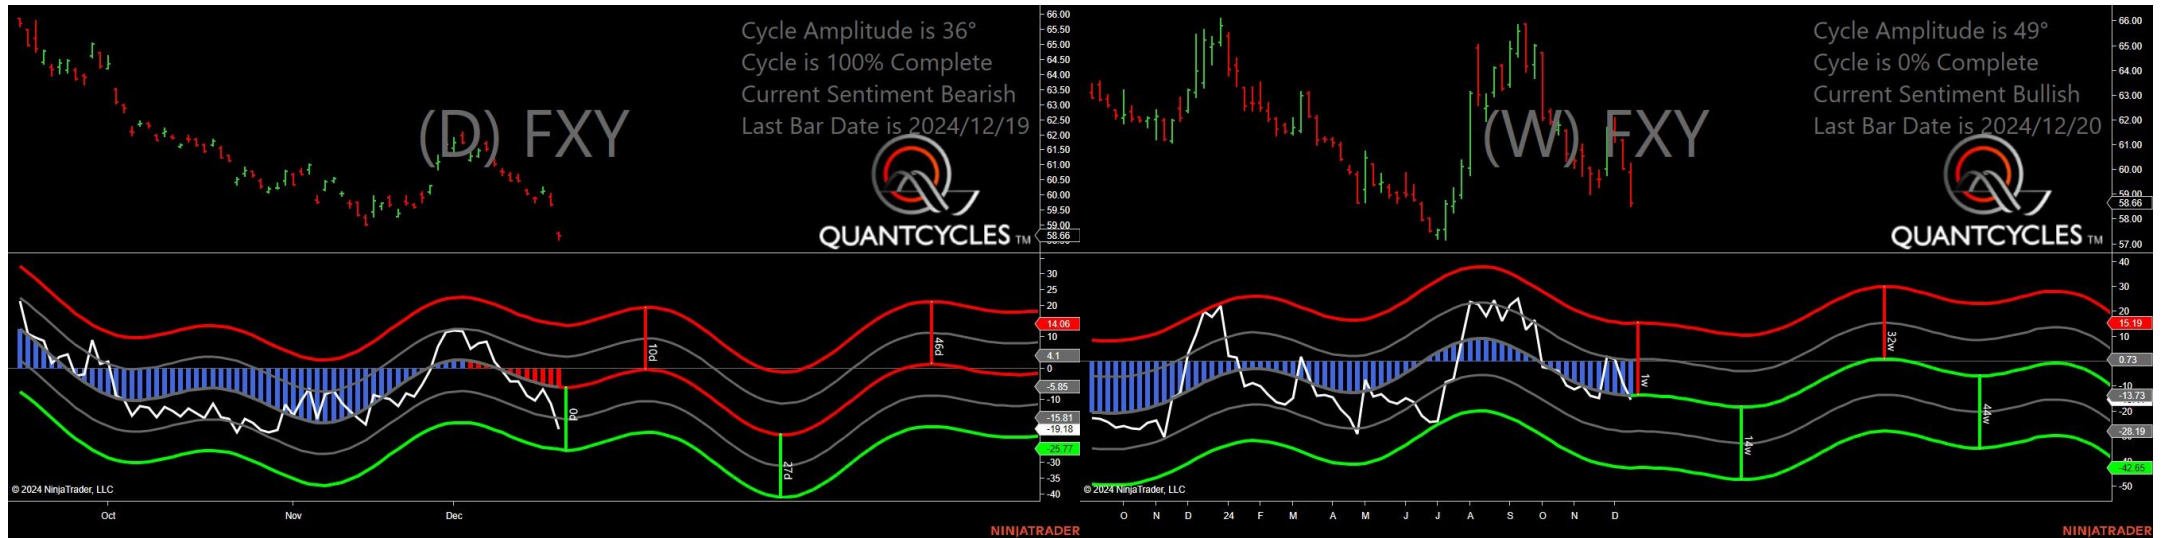 Cycle Amplitude is 36°
Cycle is 100% Complete
Current Sentiment Bearish
Last Bar Date is 2024/12/19
(D) FXY
QUANTCYCLES TM
66.00
65.50
65.00
64.50
64.00
63.50
63.00
62.50
62.00
61.50
61.00
60.50
60.00
59.50
59.00
58.66
30
25
20
14.06
10
4.1
0
-5.85
-10
-15.81
-19.18
-25.77
-30
-35
-40
0d
10d
27d
46d
© 2024 NinjaTrader, LLC
Oct
Nov
Dec
NINJATRADER
Cycle Amplitude is 49°
Cycle is 0% Complete
Current Sentiment Bullish
Last Bar Date is 2024/12/20
(W) FXY
QUANTCYCLES TM
66.00
65.00
64.00
63.00
62.00
61.00
60.00
59.00
58.66
58.00
57.00
40
30
20
15.19
10
0.73
-10
-13.73
-20
-28.19
-42.65
-50
1w
14w
32w
44w
© 2024 NinjaTrader, LLC
O N D 24 F M A M J J A S O N D
NINJATRADER